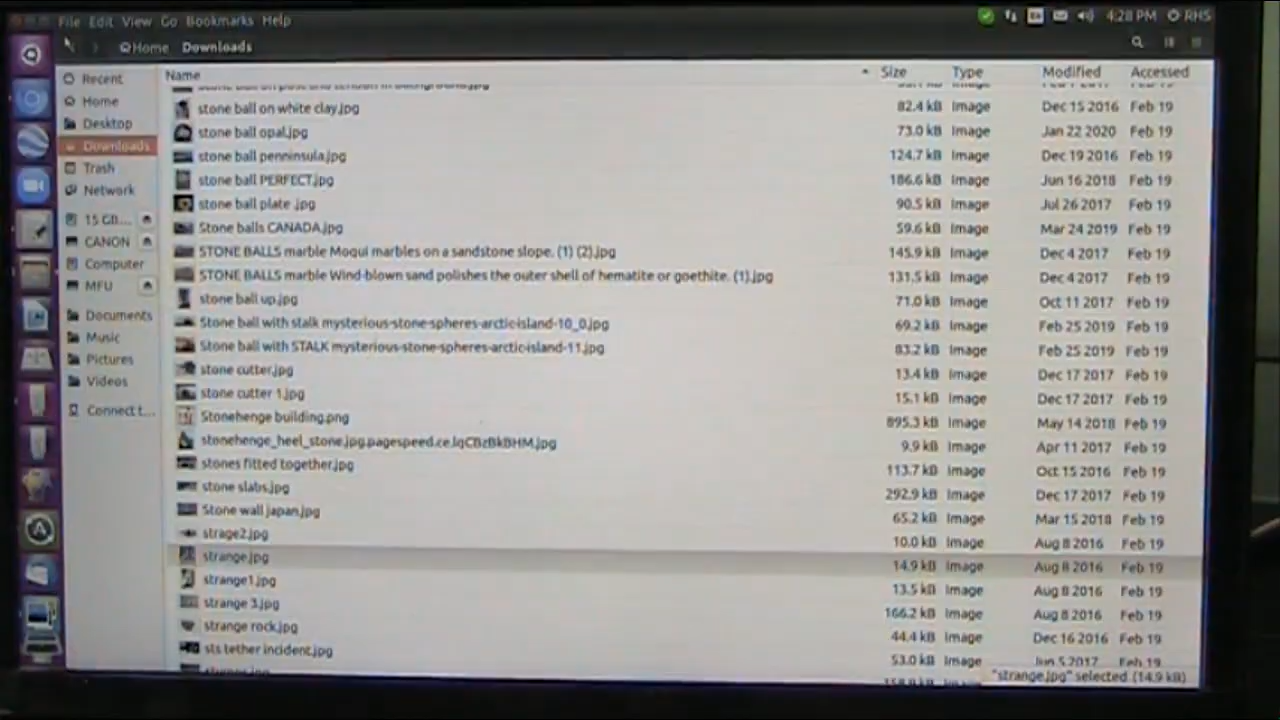 File Edit View Go Bookmarks Help
4:28 PM RHS
Home Downloads
Name Size Type Modified Accessed
Recent
Home
Desktop
Downloads
Trash
Network
15 GB...
CANON
Computer
MFU
Documents
Music
Pictures
Videos
Connect t...
stone ball on white clay.jpg 82.4 kB Image Dec 15 2016 Feb 19
stone ball opal.jpg 73.0 kB Image Jan 22 2020 Feb 19
stone ball penninsula.jpg 124.7 kB Image Dec 19 2016 Feb 19
stone ball PERFECT.jpg 186.6 kB Image Jun 16 2018 Feb 19
stone ball plate .jpg 90.5 kB Image Jul 26 2017 Feb 19
Stone balls CANADA.jpg 59.6 kB Image Mar 24 2019 Feb 19
STONE BALLS marble Moqui marbles on a sandstone slope. (1) (2).jpg 145.9 kB Image Dec 4 2017 Feb 19
STONE BALLS marble Wind-blown sand polishes the outer shell of hematite or goethite. (1).jpg 131.5 kB Image Dec 4 2017 Feb 19
stone ball up.jpg 71.0 kB Image Oct 11 2017 Feb 19
Stone ball with stalk mysterious-stone-spheres-arctic-island-10_0.jpg 69.2 kB Image Feb 25 2019 Feb 19
Stone ball with STALK mysterious-stone-spheres-arctic-island-11.jpg 83.2 kB Image Feb 25 2019 Feb 19
stone cutter.jpg 13.4 kB Image Dec 17 2017 Feb 19
stone cutter 1.jpg 15.1 kB Image Dec 17 2017 Feb 19
Stonehenge building.png 895.3 kB Image May 14 2018 Feb 19
stonehenge_heel_stone.jpg.pagespeed.ce.lqCBzBkBHM.jpg 9.9 kB Image Apr 11 2017 Feb 19
stones fitted together.jpg 113.7 kB Image Oct 15 2016 Feb 19
stone slabs.jpg 292.9 kB Image Dec 17 2017 Feb 19
Stone wall japan.jpg 65.2 kB Image Mar 15 2018 Feb 19
strage2.jpg 10.0 kB Image Aug 8 2016 Feb 19
strange.jpg 14.9 kB Image Aug 8 2016 Feb 19
strange1.jpg 13.5 kB Image Aug 8 2016 Feb 19
strange 3.jpg 166.2 kB Image Aug 8 2016 Feb 19
strange rock.jpg 44.4 kB Image Dec 16 2016 Feb 19
sts tether incident.jpg 53.0 kB Image Jun 5 2017 Feb 19
"strange.jpg" selected (14.9 kB)